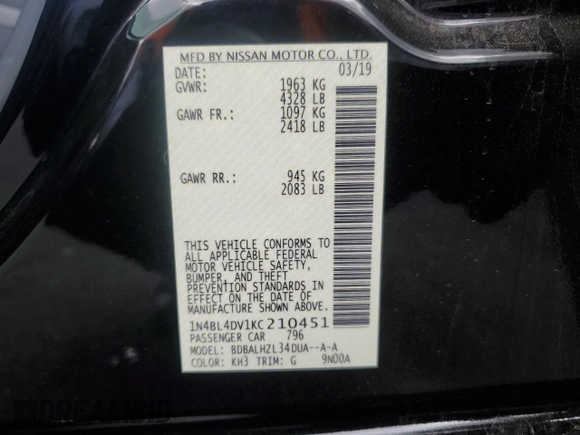 MFD BY NISSAN MOTOR CO., LTD.
DATE: 03/19
GVWR: 1963 KG
4328 LB
GAWR FR.: 1097 KG
2418 LB
GAWR RR.: 945 KG
2083 LB
THIS VEHICLE CONFORMS TO
ALL APPLICABLE FEDERAL
MOTOR VEHICLE SAFETY,
BUMPER, AND THEFT
PREVENTION STANDARDS IN
EFFECT ON THE DATE OF
MANUFACTURE SHOWN ABOVE.
1N4BL4DV1KC210451
PASSENGER CAR 796
MODEL: BDBALHZL34DUA--A-A
COLOR: KH3 TRIM: G 9N00A
DREAMBID